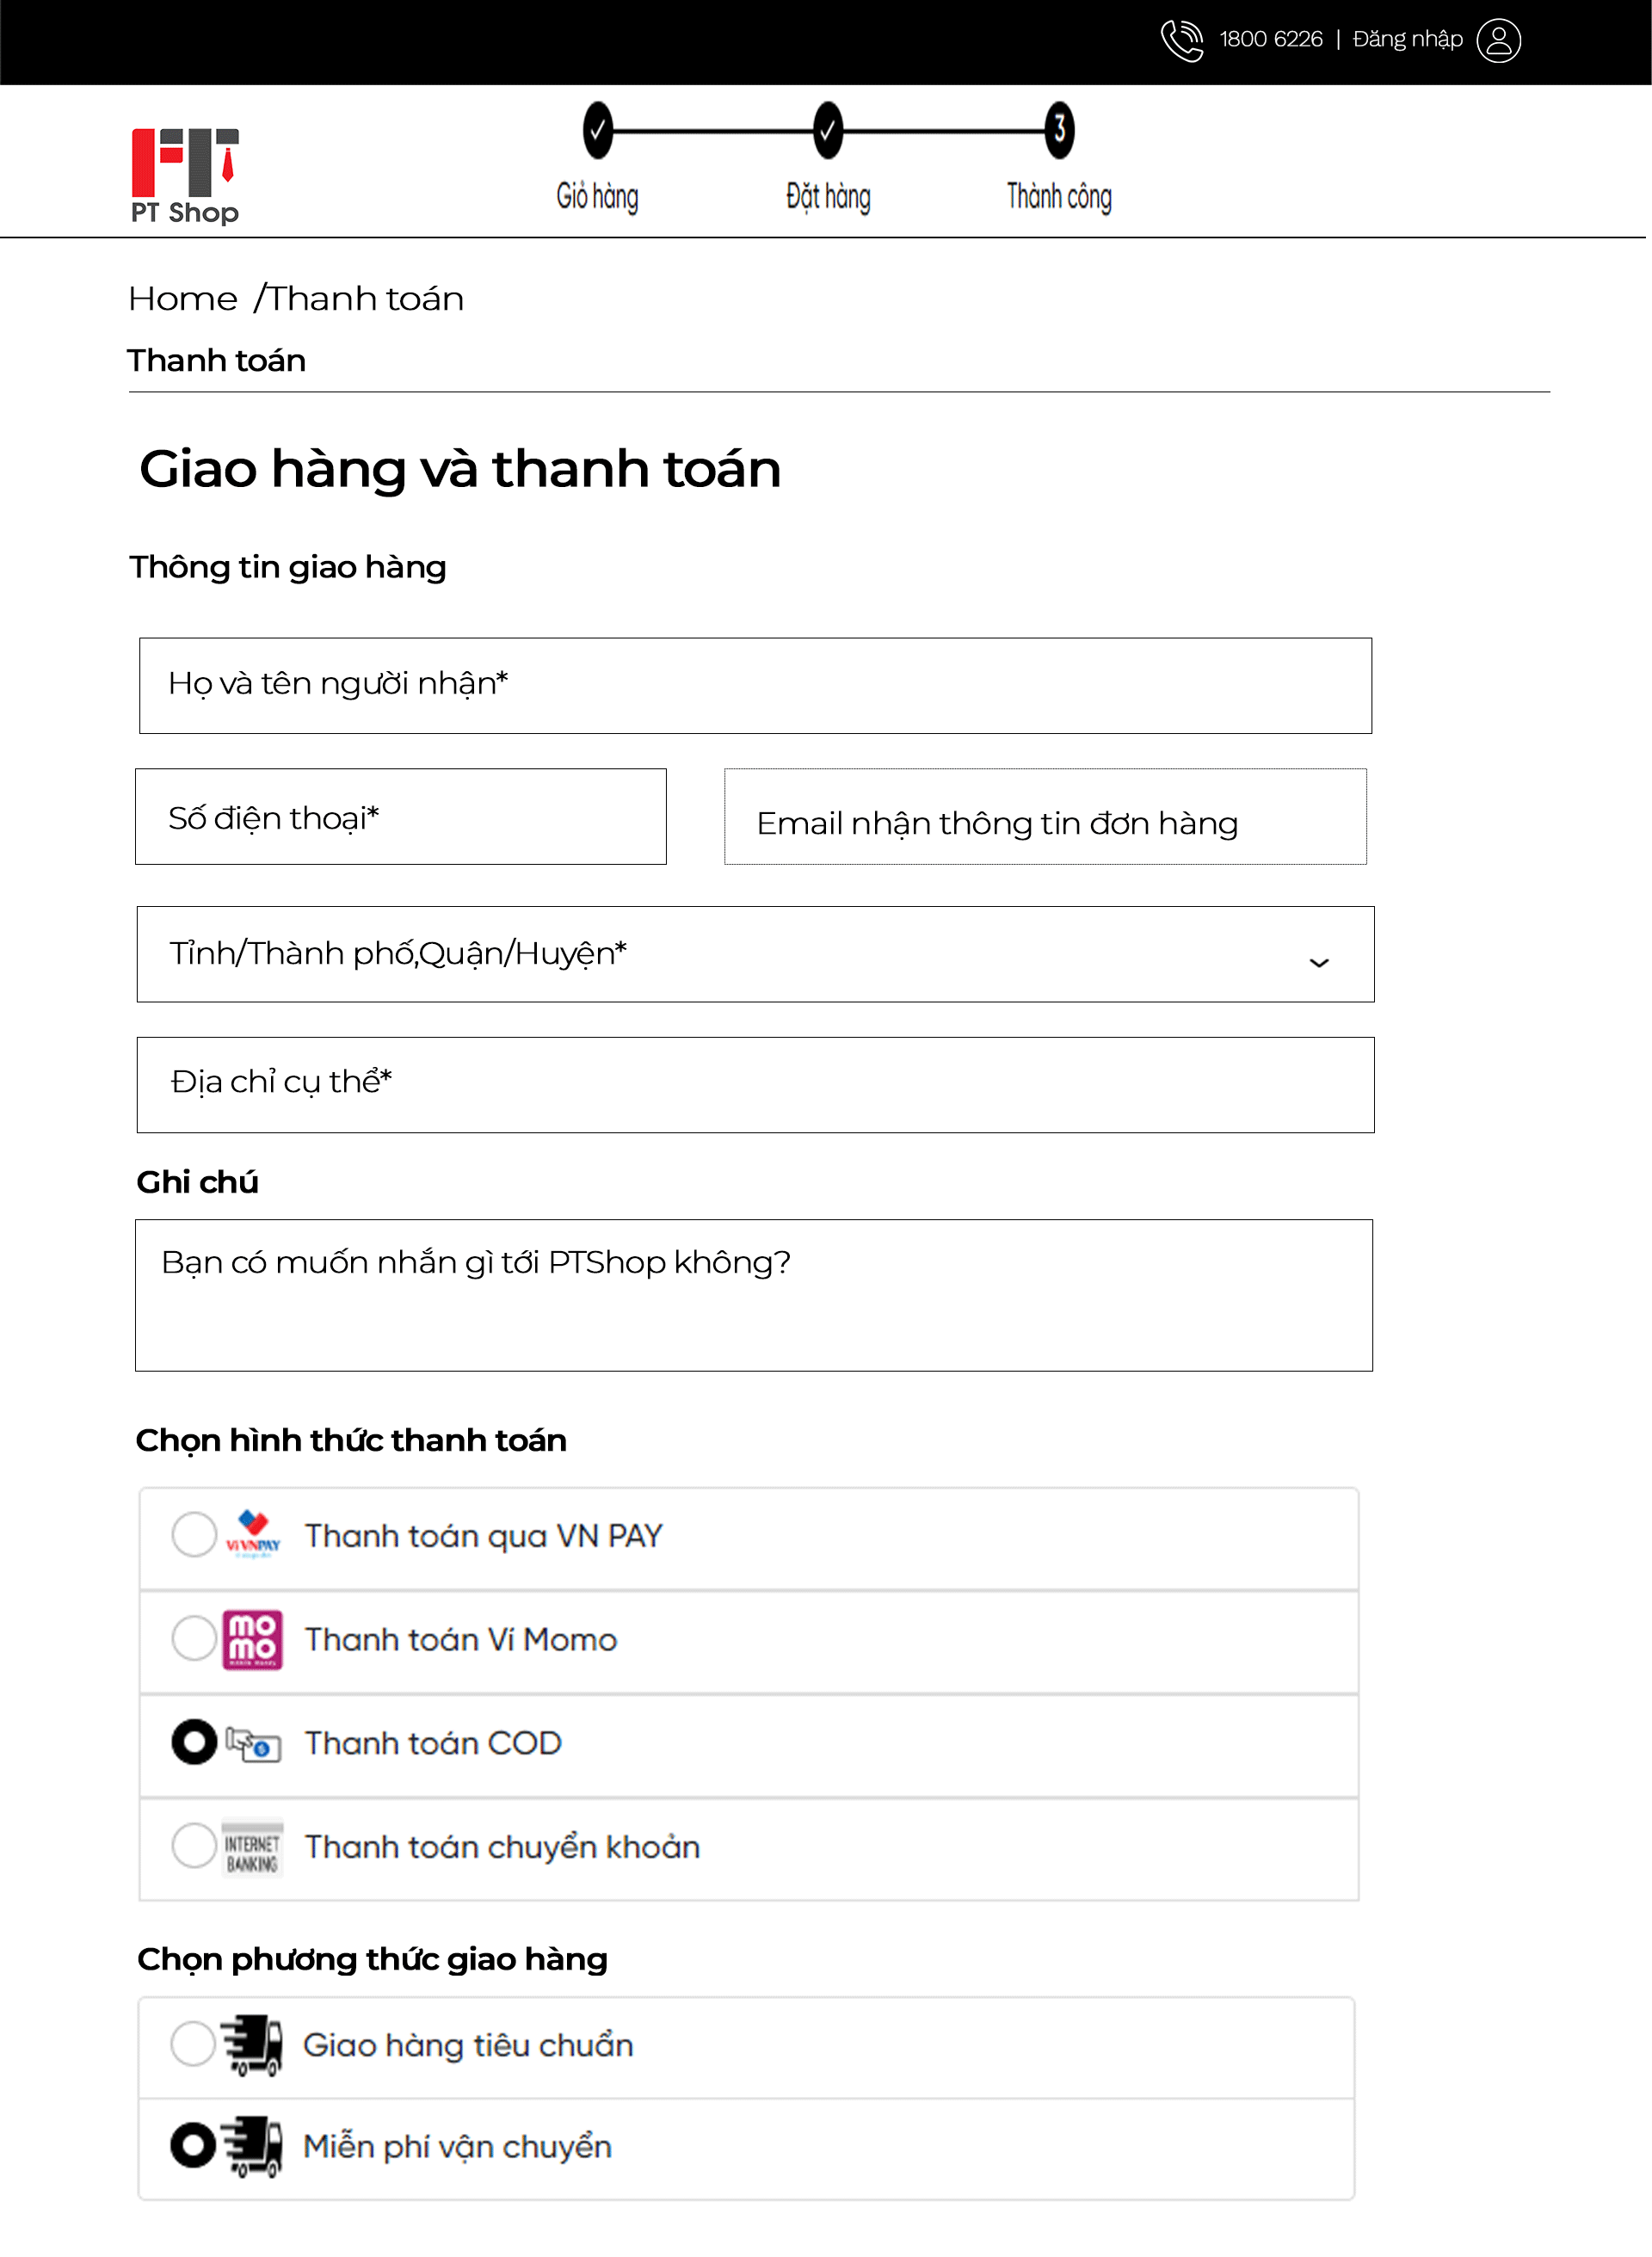 1800 6226 | Đăng nhập
PT Shop
3
Giỏ hàng
Đặt hàng
Thành công
Home /Thanh toán
Thanh toán
Giao hàng và thanh toán
Thông tin giao hàng
Họ và tên người nhận*
Số điện thoại*
Email nhận thông tin đơn hàng
Tỉnh/Thành phố,Quận/Huyện*
Địa chỉ cụ thể*
Ghi chú
Bạn có muốn nhắn gì tới PTShop không?
Chọn hình thức thanh toán
Ví VNPAY
Thanh toán qua VN PAY
mo
mo
Thanh toán Ví Momo
Thanh toán COD
INTERNET
BANKING
Thanh toán chuyển khoản
Chọn phương thức giao hàng
Giao hàng tiêu chuẩn
Miễn phí vận chuyển